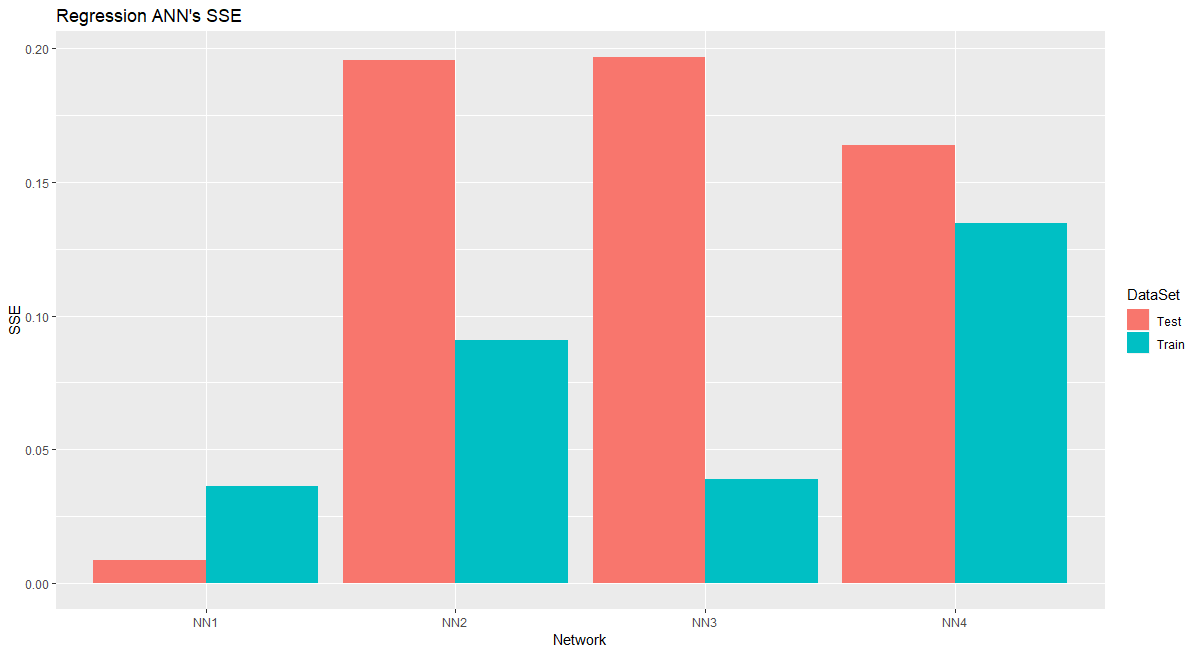 Regression ANN's SSE
SSE
0.20
0.15
0.10
0.05
0.00
NN1 NN2 NN3 NN4
Network
DataSet
Test
Train